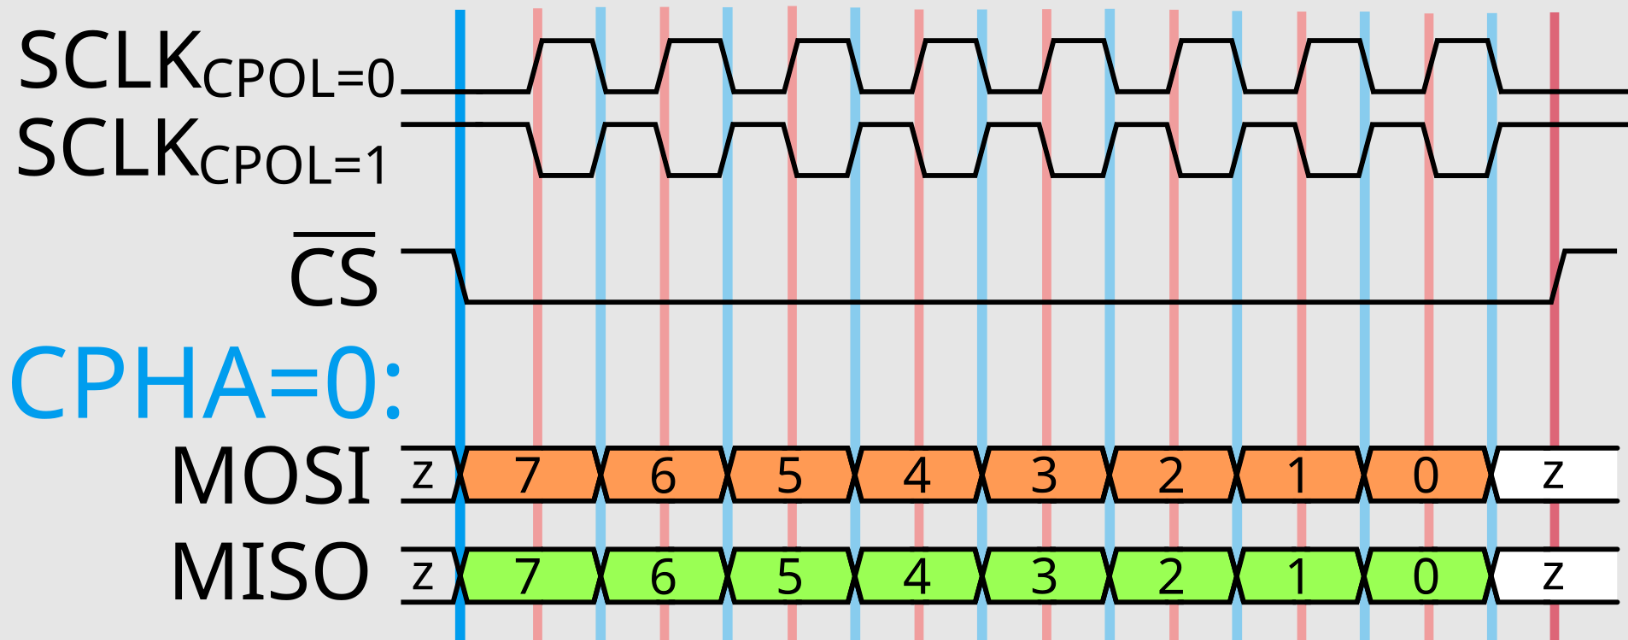 SCLKCPOL=0
SCLKCPOL=1
CS
CPHA=0:
MOSI z 7 6 5 4 3 2 1 0 z
MISO z 7 6 5 4 3 2 1 0 z